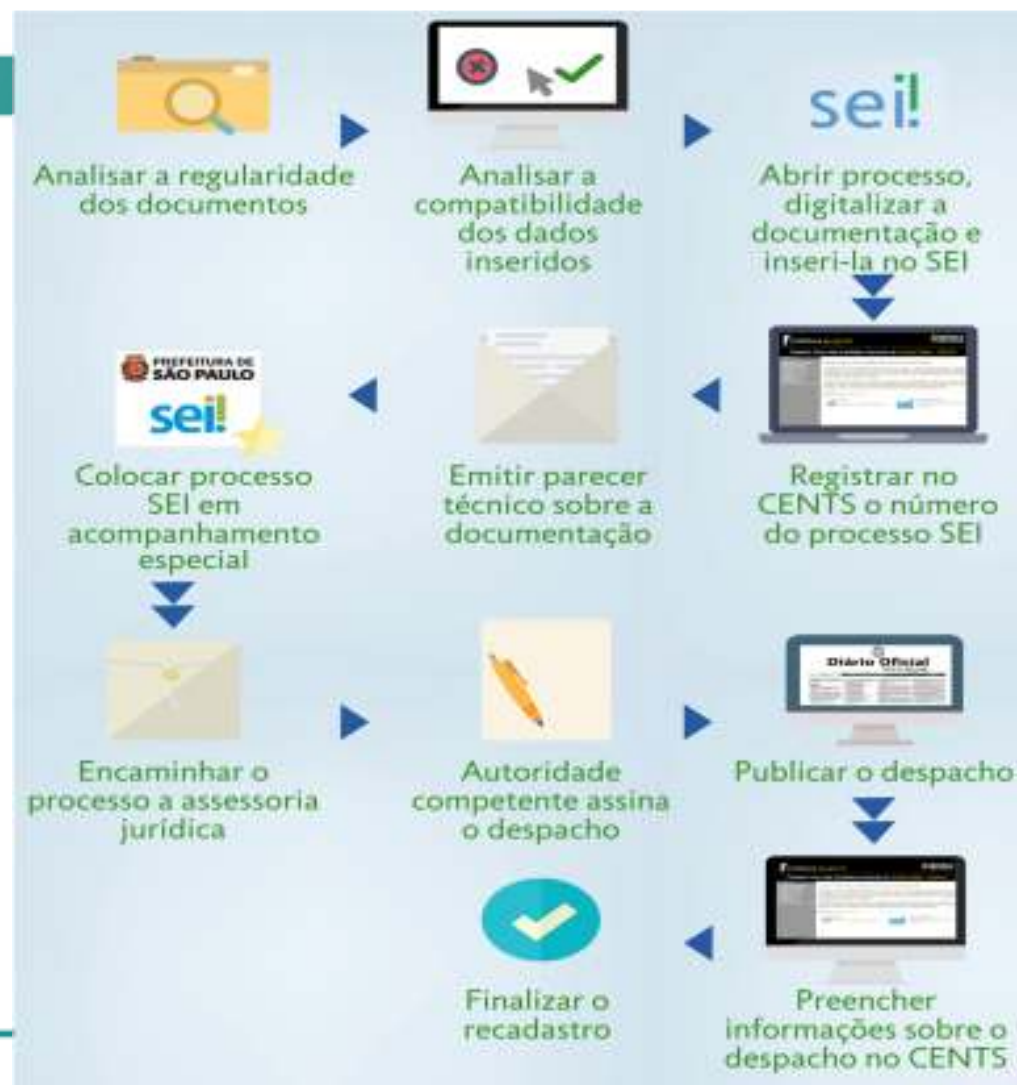 sei!
Analisar a regularidade
dos documentos
Analisar a
compatibilidade
dos dados
inseridos
Abrir processo,
digitalizar a
documentação e
inseri-la no SEI
PREFEITURA DE
SÃO PAULO
sei!
sei!
Colocar processo
SEI em
acompanhamento
especial
Emitir parecer
técnico sobre a
documentação
Registrar no
CENTS o número
do processo SEI
Diário Oficial
Encaminhar o
processo a assessoria
jurídica
Autoridade
competente assina
o despacho
Publicar o despacho
Finalizar o
recadastro
Preencher
informações sobre o
despacho no CENTS